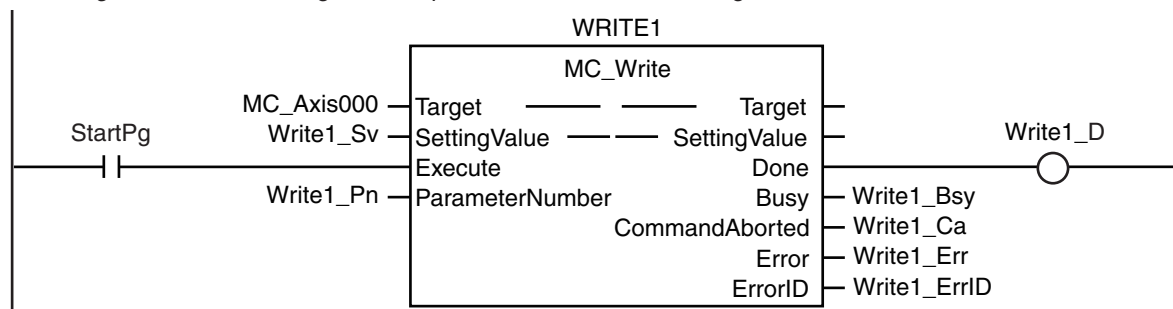 WRITE1
MC_Write
MC_Axis000 Target Target
StartPg Write1_Sv SettingValue SettingValue Write1_D
Execute Done
Write1_Pn ParameterNumber Busy Write1_Bsy
CommandAborted Write1_Ca
Error Write1_Err
ErrorID Write1_ErrID